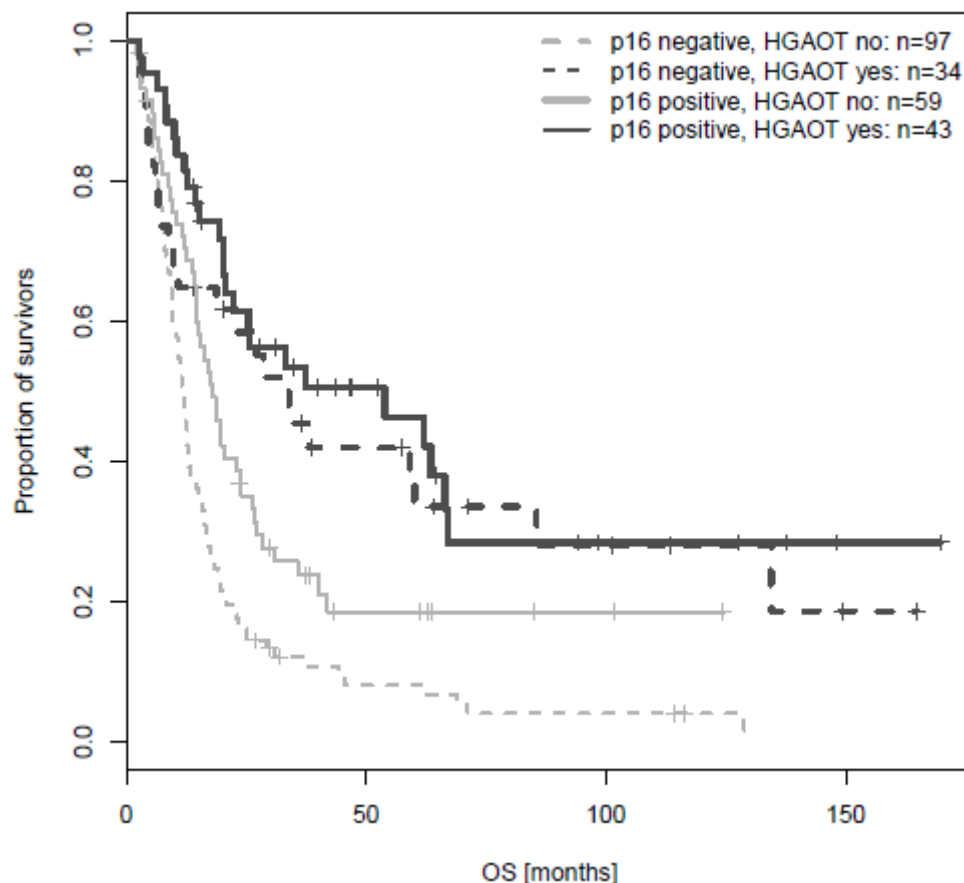 p16 negative, HGAOT no: n=97
p16 negative, HGAOT yes: n=34
p16 positive, HGAOT no: n=59
p16 positive, HGAOT yes: n=43
Proportion of survivors
1.0
0.8
0.6
0.4
0.2
0.0
0 50 100 150
OS [months]